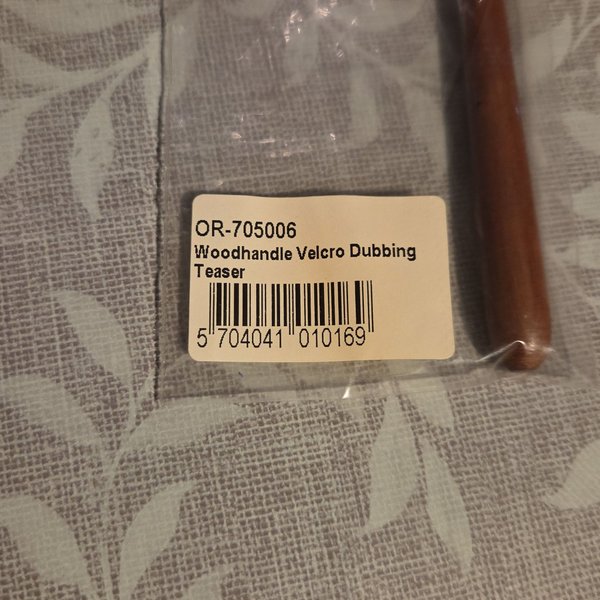 OR-705006
Woodhandle Velcro Dubbing
Teaser
5 704041 010169